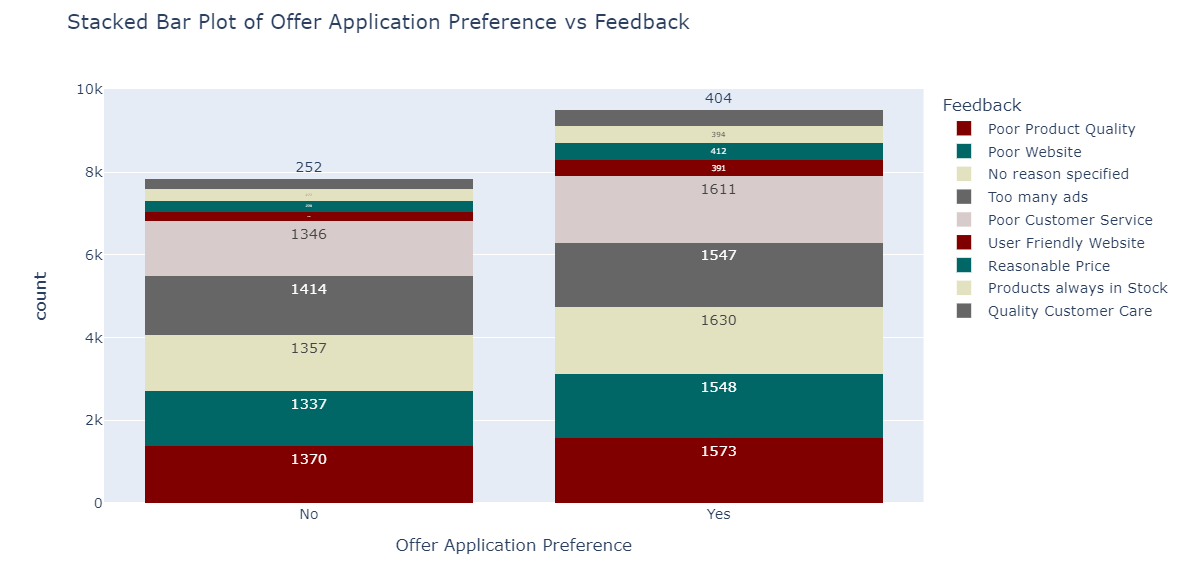 Stacked Bar Plot of Offer Application Preference vs Feedback
10k
8k
6k
4k
2k
0
count
252
1346
1414
1357
1337
1370
404
394
412
391
1611
1547
1630
1548
1573
No
Yes
Offer Application Preference
Feedback
Poor Product Quality
Poor Website
No reason specified
Too many ads
Poor Customer Service
User Friendly Website
Reasonable Price
Products always in Stock
Quality Customer Care